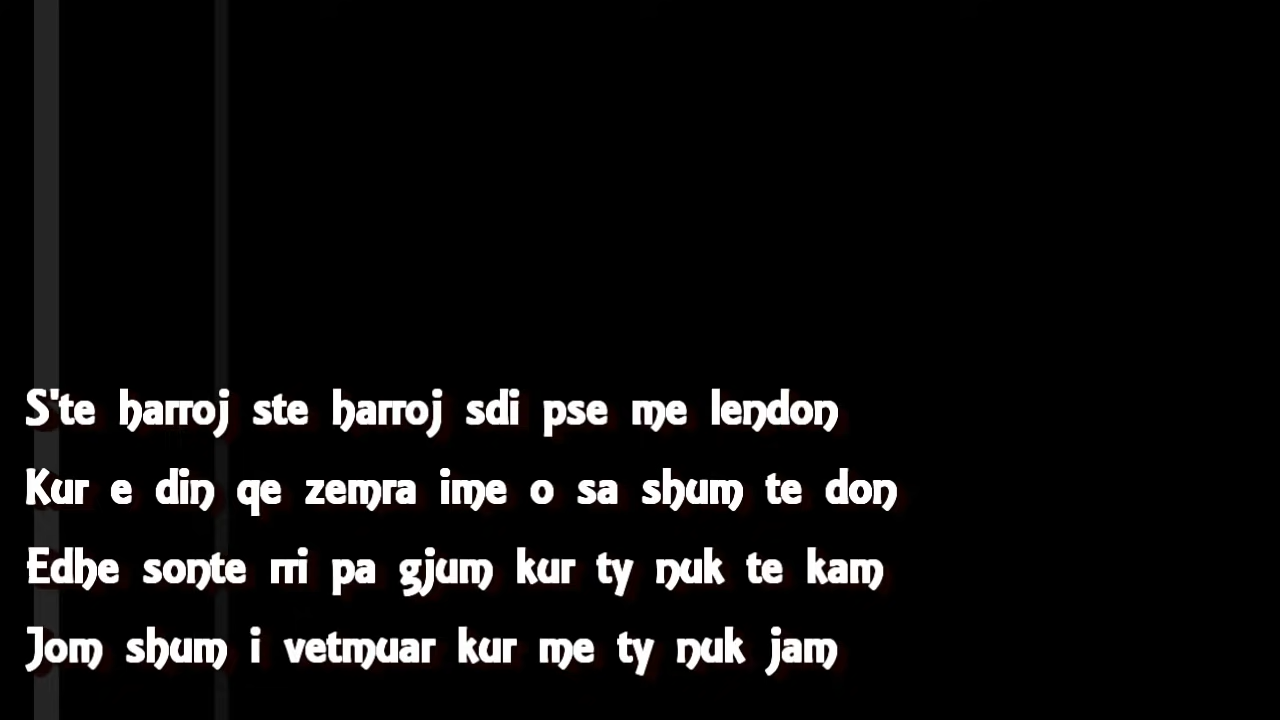 S'te harroj ste harroj sdi pse me lendon
Kur e din qe zemra ime o sa shum te don
Edhe sonte rri pa gjum kur ty nuk te kam
Jom shum i vetmuar kur me ty nuk jam